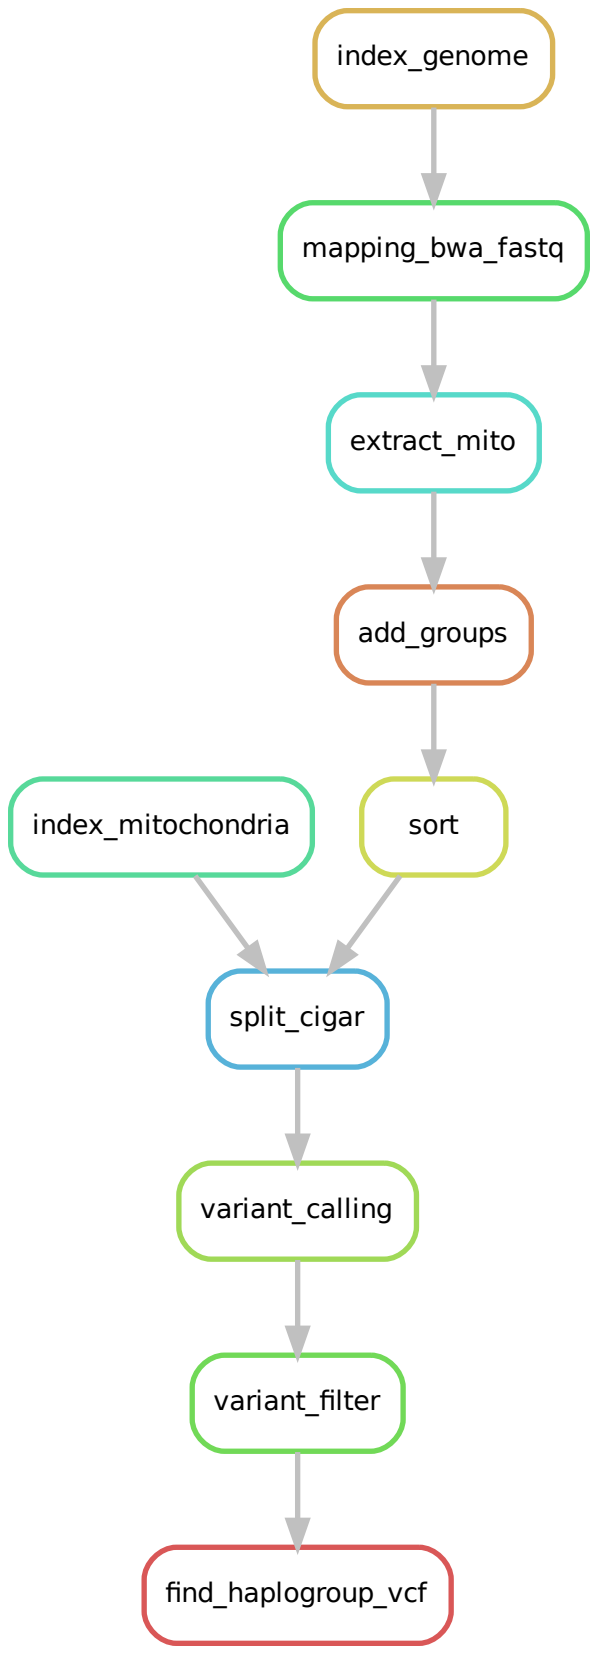 index_genome
mapping_bwa_fastq
extract_mito
add_groups
index_mitochondria
sort
split_cigar
variant_calling
variant_filter
find_haplogroup_vcf